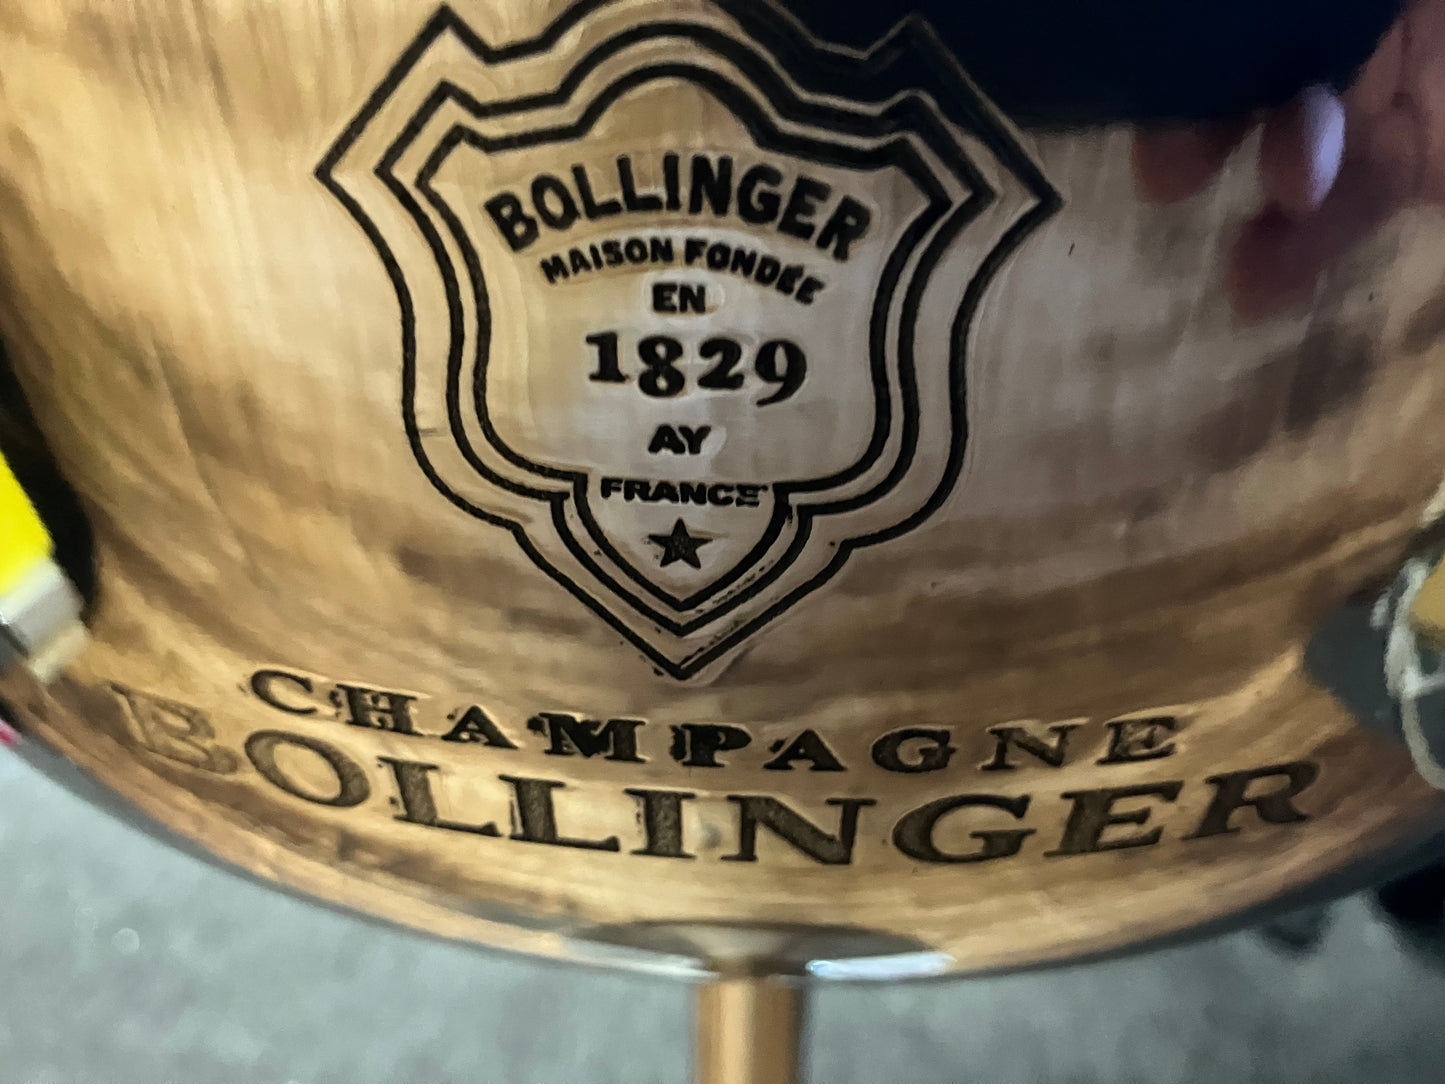 BOLLINGER
MAISON FONDÉE
EN
1829
AY
FRANCE
CHAMPAGNE
BOLLINGER